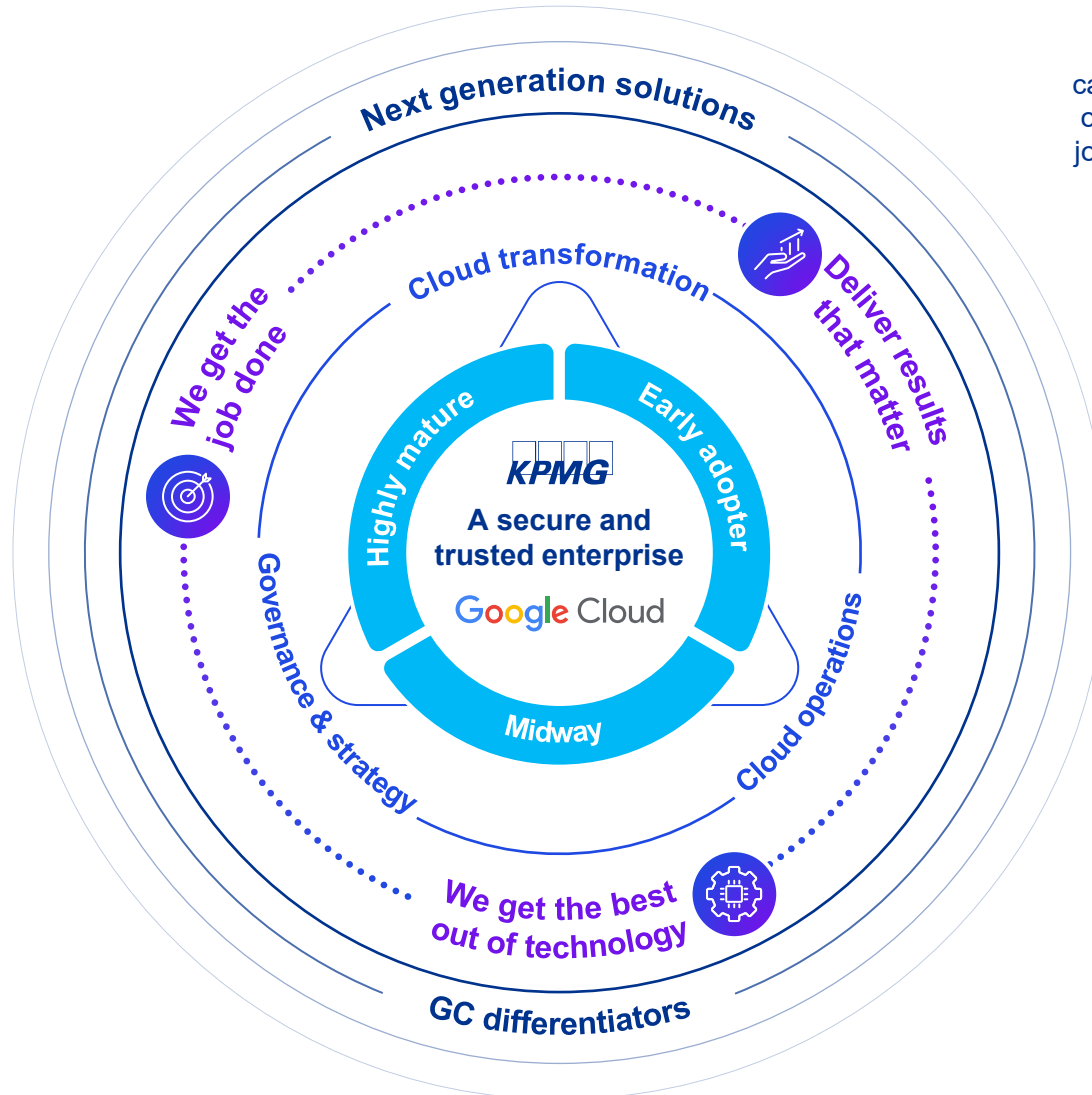 Next generation solutions
Cloud transformation
We get the
job done
Deliver results
that matter
Highly mature
Early adopter
KPMG
A secure and
trusted enterprise
Google Cloud
Midway
Governance & strategy
Cloud operations
We get the best
out of technology
GC differentiators